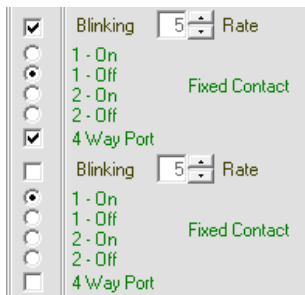 Blinking 5 Rate
1 - On
1 - Off
Fixed Contact
2 - On
2 - Off
4 Way Port
Blinking 5 Rate
1 - On
1 - Off
Fixed Contact
2 - On
2 - Off
4 Way Port